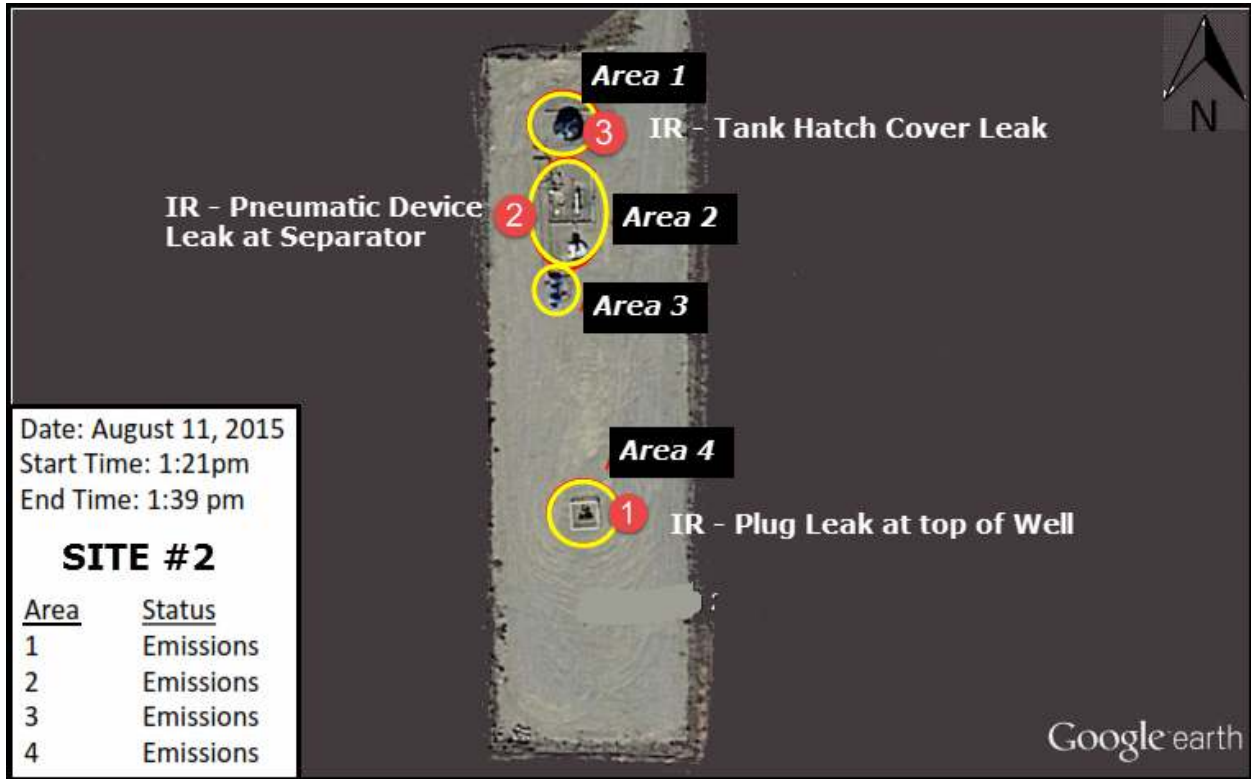 Area 1
3
IR - Tank Hatch Cover Leak
N
IR - Pneumatic Device
Leak at Separator
2
Area 2
Area 3
Area 4
1
IR - Plug Leak at top of Well
Date: August 11, 2015
Start Time: 1:21pm
End Time: 1:39 pm
SITE #2
Area Status
1 Emissions
2 Emissions
3 Emissions
4 Emissions
Google earth